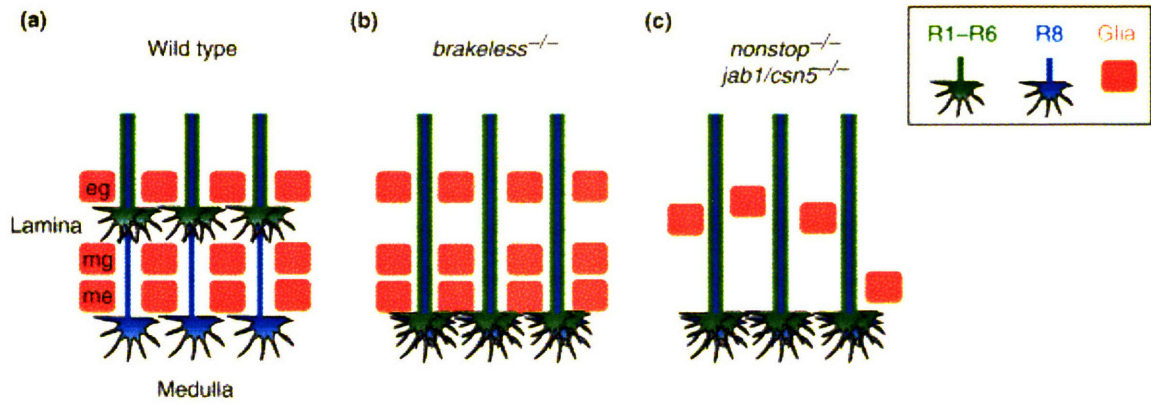 (a)
Wild type
eg
Lamina
mg
me
Medulla
(b)
brakeless−/−
(c)
nonstop−/−
jab1/csn5−/−
R1–R6 R8 Glia